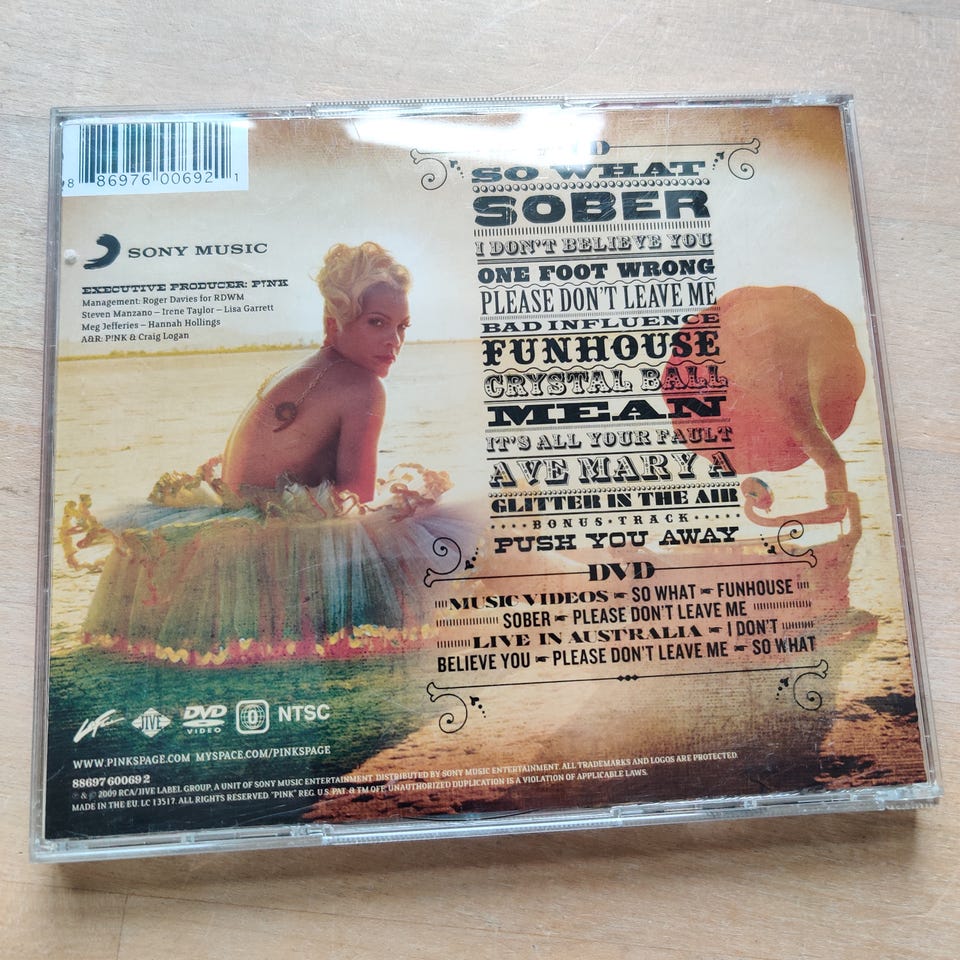 8 86976 00692 1
SONY MUSIC
EXECUTIVE PRODUCER: P!NK
Management: Roger Davies for RDWM
Steven Manzano – Irene Taylor – Lisa Garrett
Meg Jefferies – Hannah Hollings
A&R: P!NK & Craig Logan
SO WHAT
SOBER
I DON'T BELIEVE YOU
ONE FOOT WRONG
PLEASE DON'T LEAVE ME
BAD INFLUENCE
FUNHOUSE
CRYSTAL BALL
MEAN
IT'S ALL YOUR FAULT
AVE MARY A
GLITTER IN THE AIR
BONUS TRACK
PUSH YOU AWAY
DVD
MUSIC VIDEOS SO WHAT FUNHOUSE
SOBER PLEASE DON'T LEAVE ME
LIVE IN AUSTRALIA I DON'T
BELIEVE YOU PLEASE DON'T LEAVE ME SO WHAT
JIVE DVD VIDEO 0 NTSC
WWW.PINKSPAGE.COM MYSPACE.COM/PINKSPAGE
88697 60069 2
℗ & © 2009 RCA/JIVE LABEL GROUP, A UNIT OF SONY MUSIC ENTERTAINMENT. DISTRIBUTED BY SONY MUSIC ENTERTAINMENT. ALL TRADEMARKS AND LOGOS ARE PROTECTED.
MADE IN THE EU. LC 13517. ALL RIGHTS RESERVED. "PINK" REG. U.S. PAT. & TM OFF. UNAUTHORIZED DUPLICATION IS A VIOLATION OF APPLICABLE LAWS.